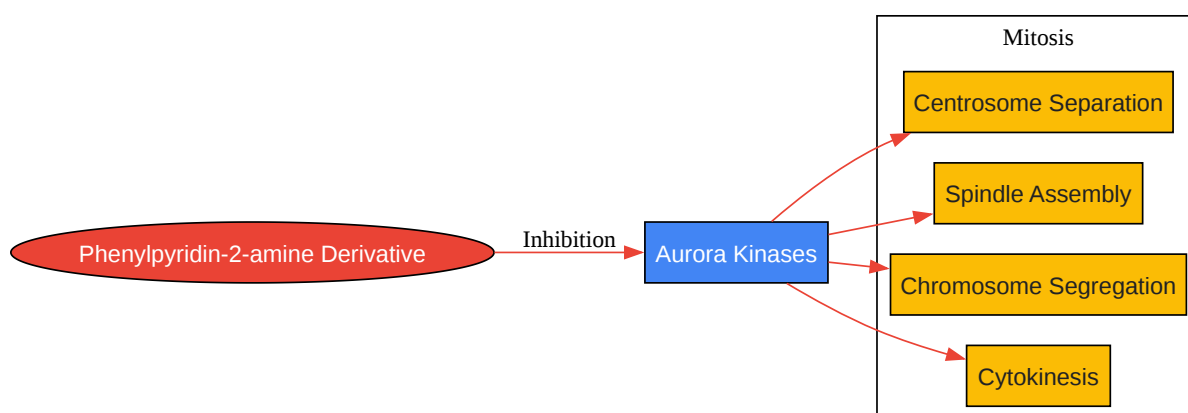 Mitosis
Centrosome Separation
Spindle Assembly
Phenylpyridin-2-amine Derivative
Inhibition
Aurora Kinases
Chromosome Segregation
Cytokinesis